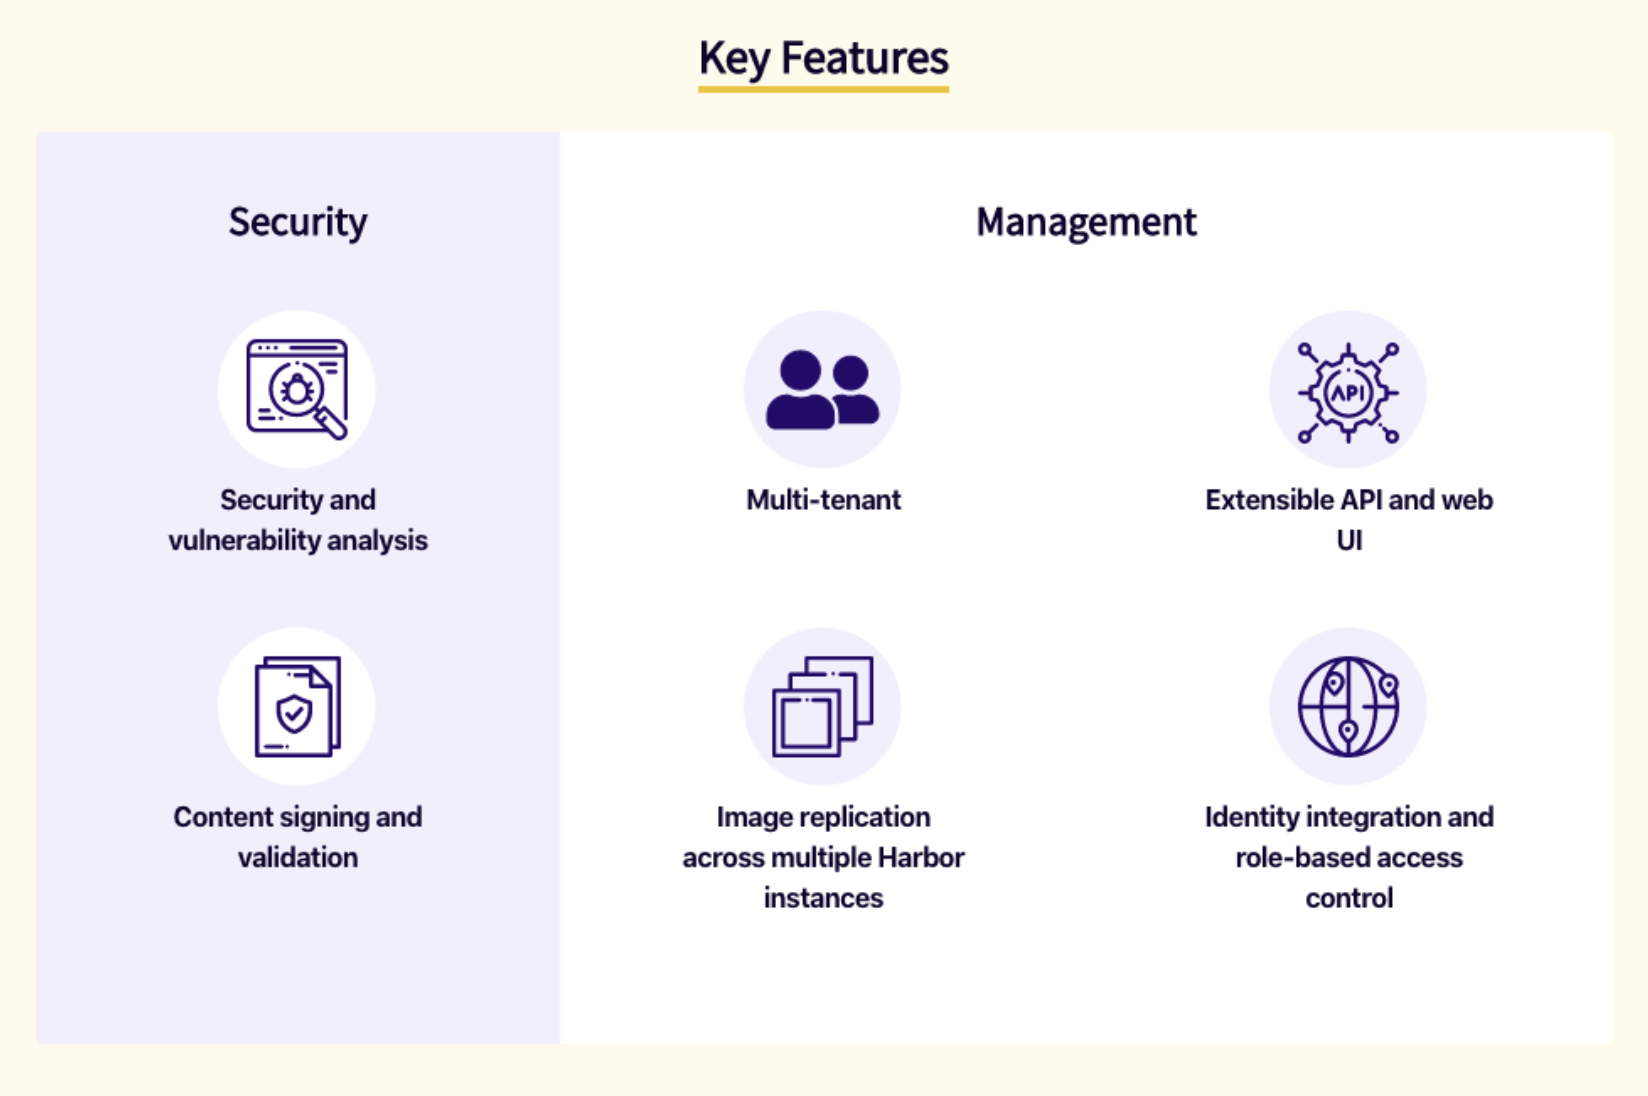 Key Features
Security
Security and
vulnerability analysis
Content signing and
validation
Management
Multi-tenant
Extensible API and web
UI
API
Image replication
across multiple Harbor
instances
Identity integration and
role-based access
control